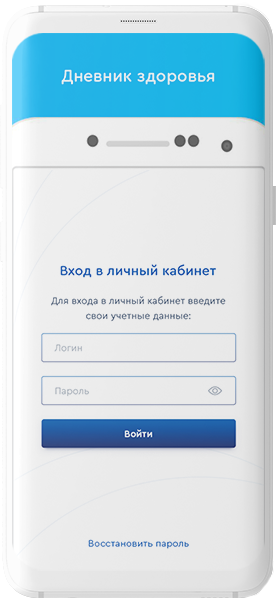 Дневник здоровья
Вход в личный кабинет
Для входа в личный кабинет введите
свои учетные данные:
Логин
Пароль
Войти
Восстановить пароль